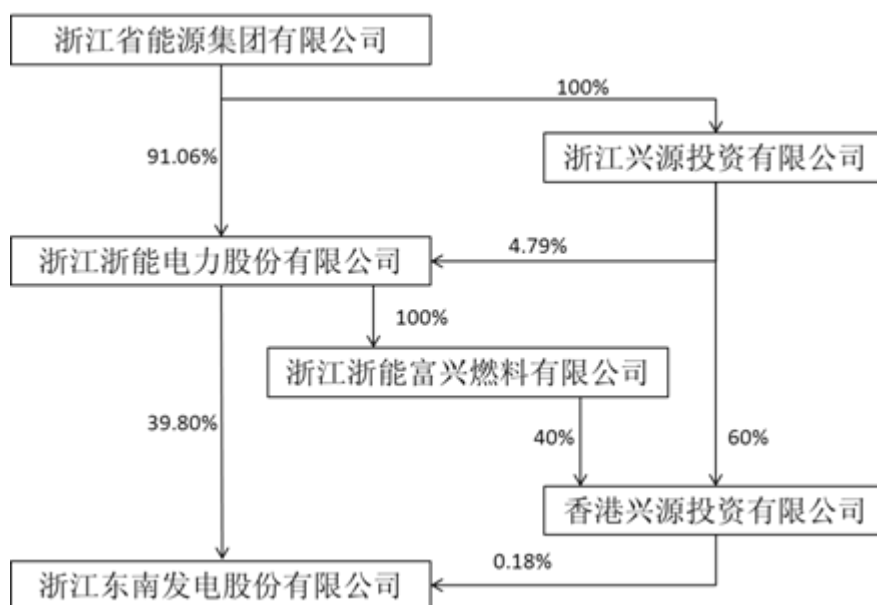 浙江省能源集团有限公司
100%
91.06%
浙江兴源投资有限公司
浙江浙能电力股份有限公司
4.79%
100%
浙江浙能富兴燃料有限公司
39.80%
40%
60%
香港兴源投资有限公司
0.18%
浙江东南发电股份有限公司